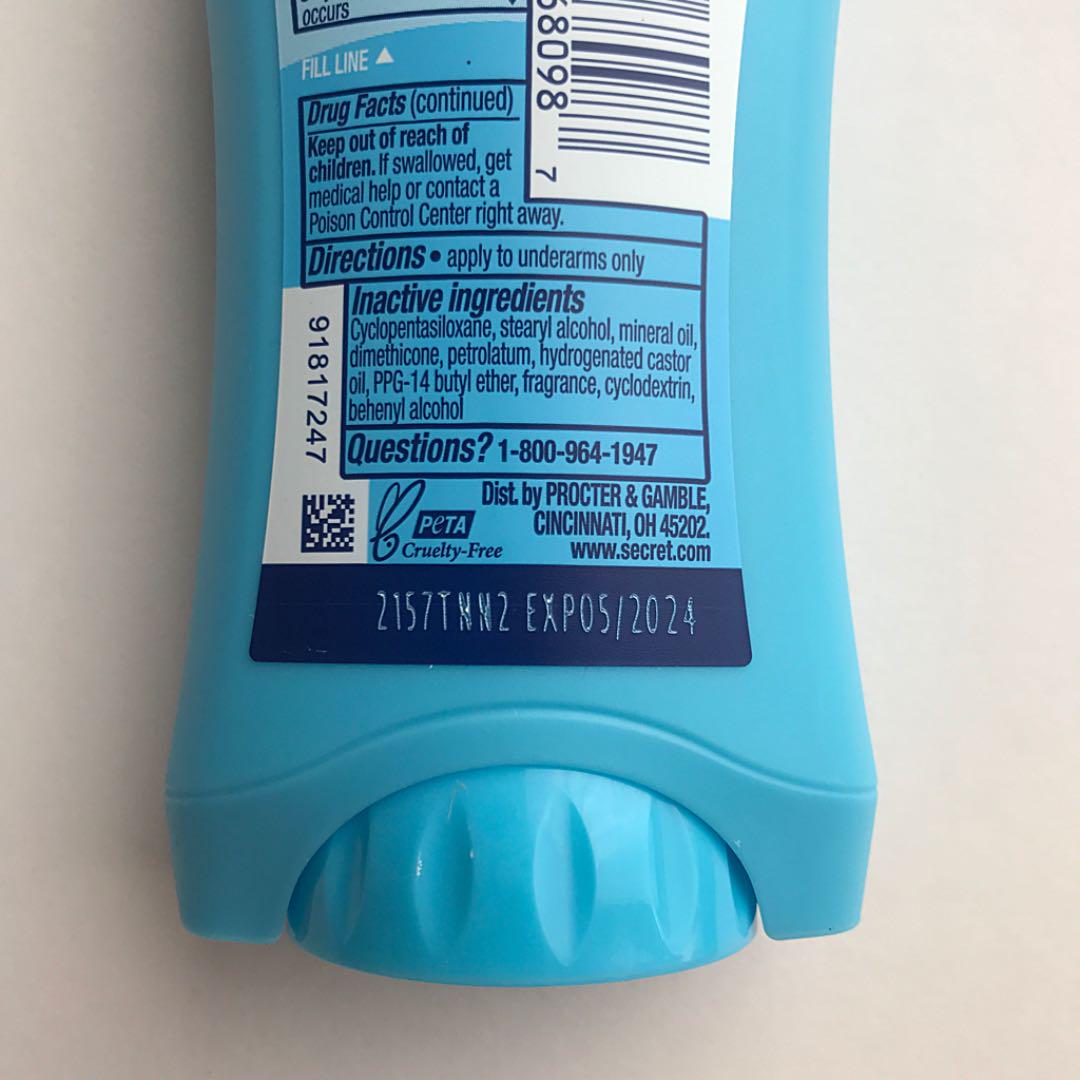 occurs
FILL LINE ▲
68098
7
Drug Facts (continued)
Keep out of reach of
children. If swallowed, get
medical help or contact a
Poison Control Center right away.
Directions • apply to underarms only
Inactive ingredients
Cyclopentasiloxane, stearyl alcohol, mineral oil,
dimethicone, petrolatum, hydrogenated castor
oil, PPG-14 butyl ether, fragrance, cyclodextrin,
behenyl alcohol
91817247
Questions? 1-800-964-1947
PETA
Cruelty-Free
Dist. by PROCTER & GAMBLE,
CINCINNATI, OH 45202.
www.secret.com
2157TNN2 EXP05/2024